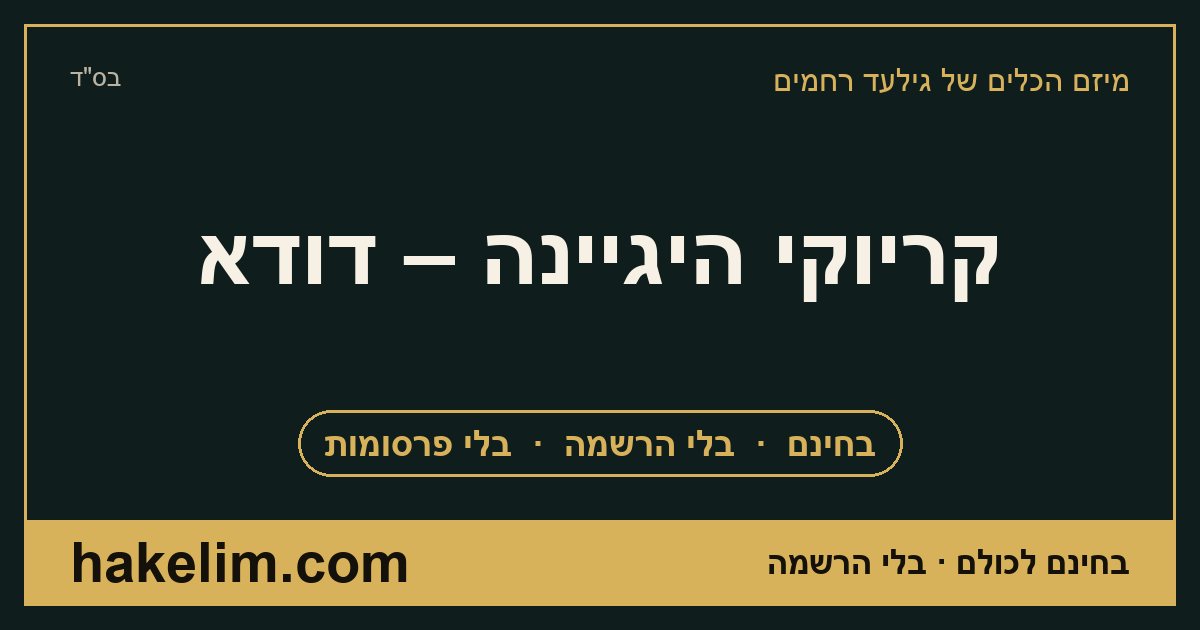 בס"ד
מיזם הכלים של גילעד רחמים
קריוקי היגיינה – דודא
בחינם · בלי הרשמה · בלי פרסומות
בחינם לכולם · בלי הרשמה
hakelim.com